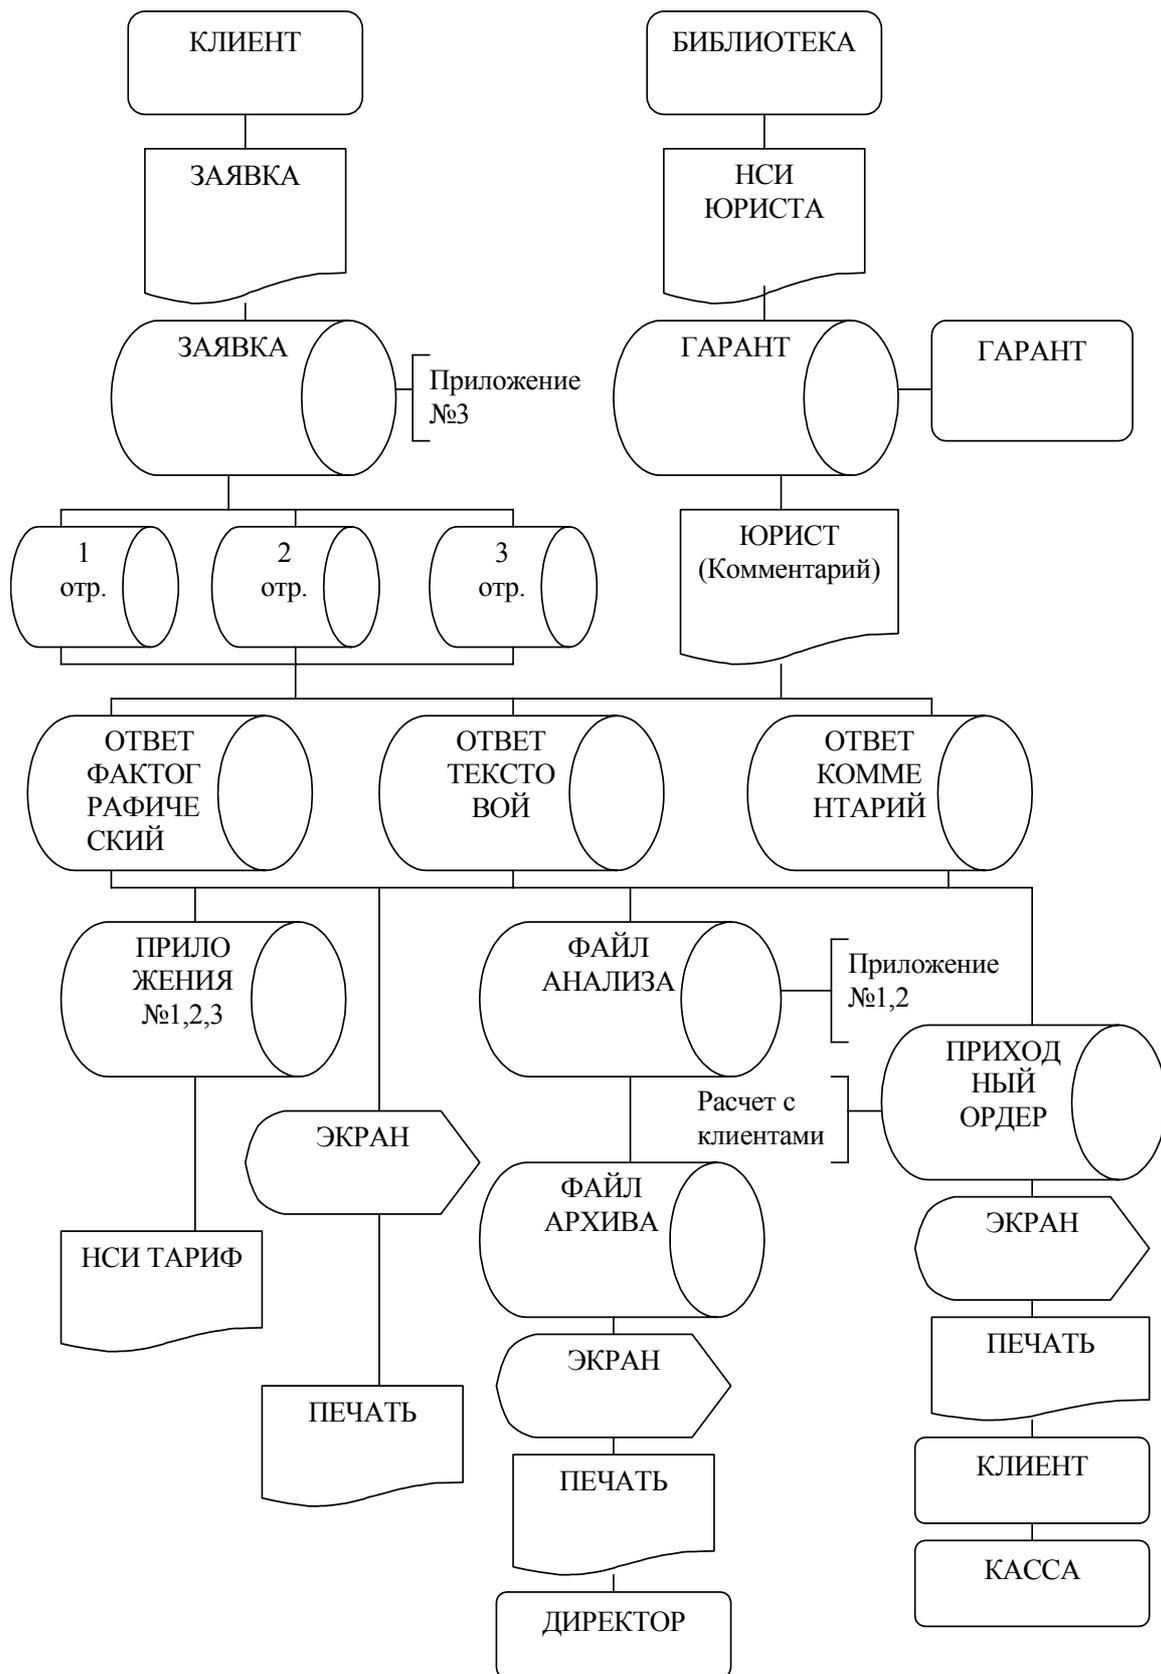 КЛИЕНТ
БИБЛИОТЕКА
ЗАЯВКА
НСИ
ЮРИСТА
ЗАЯВКА
Приложение
№3
ГАРАНТ
ГАРАНТ
1
отр.
2
отр.
3
отр.
ЮРИСТ
(Комментарий)
ОТВЕТ
ФАКТОГ
РАФИЧЕ
СКИЙ
ОТВЕТ
ТЕКСТО
ВОЙ
ОТВЕТ
КОММЕ
НТАРИЙ
ПРИЛО
ЖЕНИЯ
№1,2,3
ФАЙЛ
АНАЛИЗА
Приложение
№1,2
ПРИХОД
НЫЙ
ОРДЕР
Расчет с
клиентами
ЭКРАН
ФАЙЛ
АРХИВА
ЭКРАН
НСИ ТАРИФ
ЭКРАН
ПЕЧАТЬ
ПЕЧАТЬ
ПЕЧАТЬ
КЛИЕНТ
КАССА
ДИРЕКТОР